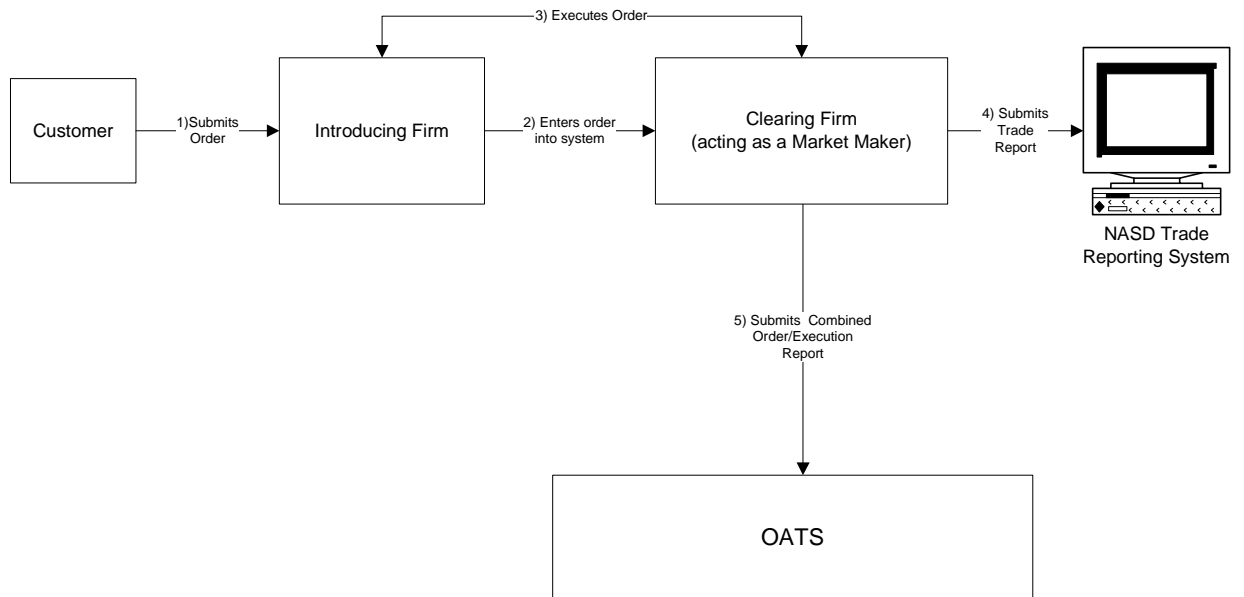 3) Executes Order
Customer
1)Submits
Order
Introducing Firm
2) Enters order
into system
Clearing Firm
(acting as a Market Maker)
4) Submits
Trade
Report
NASD Trade
Reporting System
5) Submits Combined
Order/Execution
Report
OATS